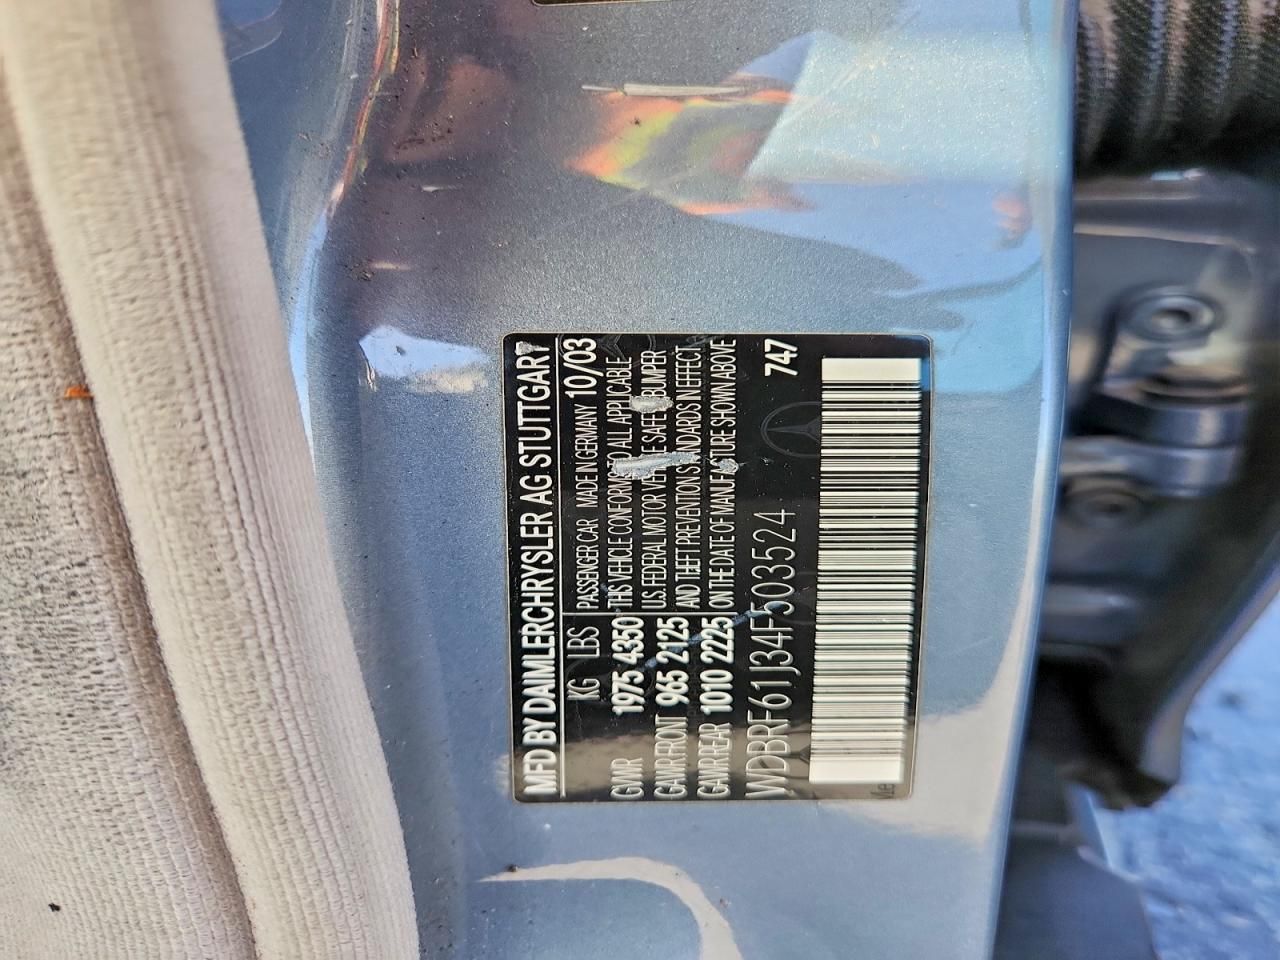 MFD BY DAIMLERCHRYSLER AG STUTTGART
KG LBS PASSENGER CAR MADE IN GERMANY 10/03
GVWR 1975 4350 THIS VEHICLE CONFORMS TO ALL APPLICABLE
GAWR FRONT 965 2125 U.S. FEDERAL MOTOR VEHICLE SAFETY BUMPER
GAWR REAR 1010 2225 AND THEFT PREVENTION STANDARDS IN EFFECT
ON THE DATE OF MANUFACTURE SHOWN ABOVE
WDBRF61J34F503524 747